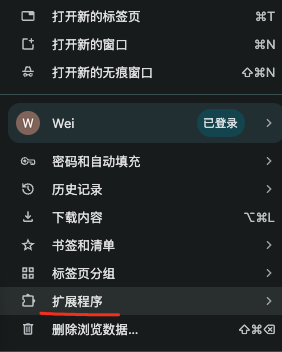 打开新的标签页 ⌘T
打开新的窗口 ⌘N
打开新的无痕窗口 ⇧⌘N
W Wei 已登录
密码和自动填充
历史记录
下载内容 ⌥⌘L
书签和清单
标签页分组
扩展程序
删除浏览数据... ⇧⌘⌫